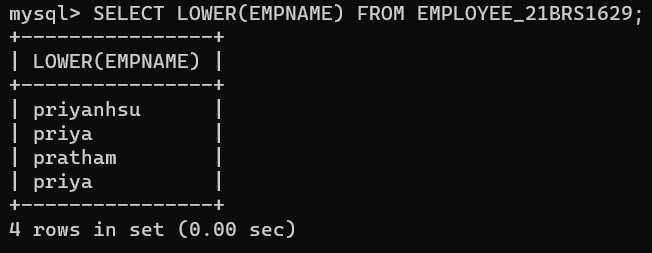 mysql> SELECT LOWER(EMPNAME) FROM EMPLOYEE_21BRS1629;
+----------------+
| LOWER(EMPNAME) |
+----------------+
| priyanhsu      |
| priya          |
| pratham        |
| priya          |
+----------------+
4 rows in set (0.00 sec)